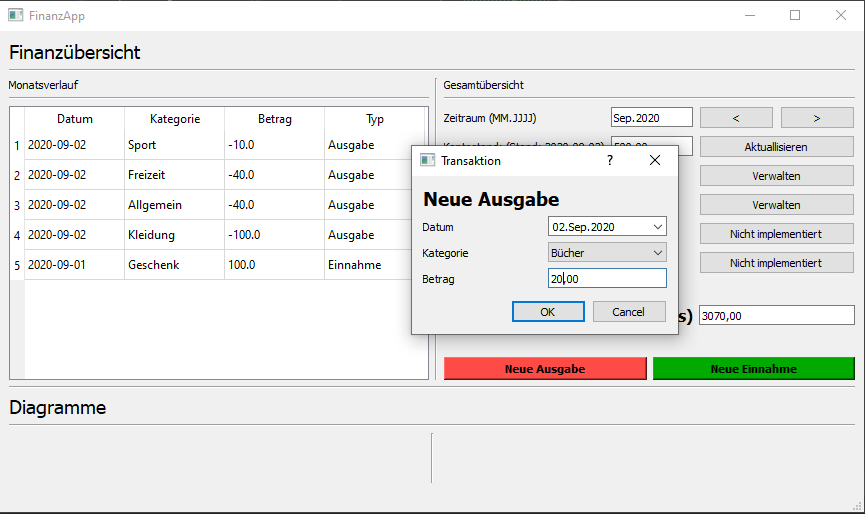 FinanzApp
Finanzübersicht
Monatsverlauf
Datum Kategorie Betrag Typ
1 2020-09-02 Sport -10.0 Ausgabe
2 2020-09-02 Freizeit -40.0 Ausgabe
3 2020-09-02 Allgemein -40.0 Ausgabe
4 2020-09-02 Kleidung -100.0 Ausgabe
5 2020-09-01 Geschenk 100.0 Einnahme
Gesamtübersicht
Zeitraum (MM.JJJJ) Sep.2020 < >
Aktuallisieren
Verwalten
Verwalten
Nicht implementiert
Nicht implementiert
s) 3070,00
Neue Ausgabe Neue Einnahme
Transaktion ?
Neue Ausgabe
Datum 02.Sep.2020
Kategorie Bücher
Betrag 20,00
OK Cancel
Diagramme